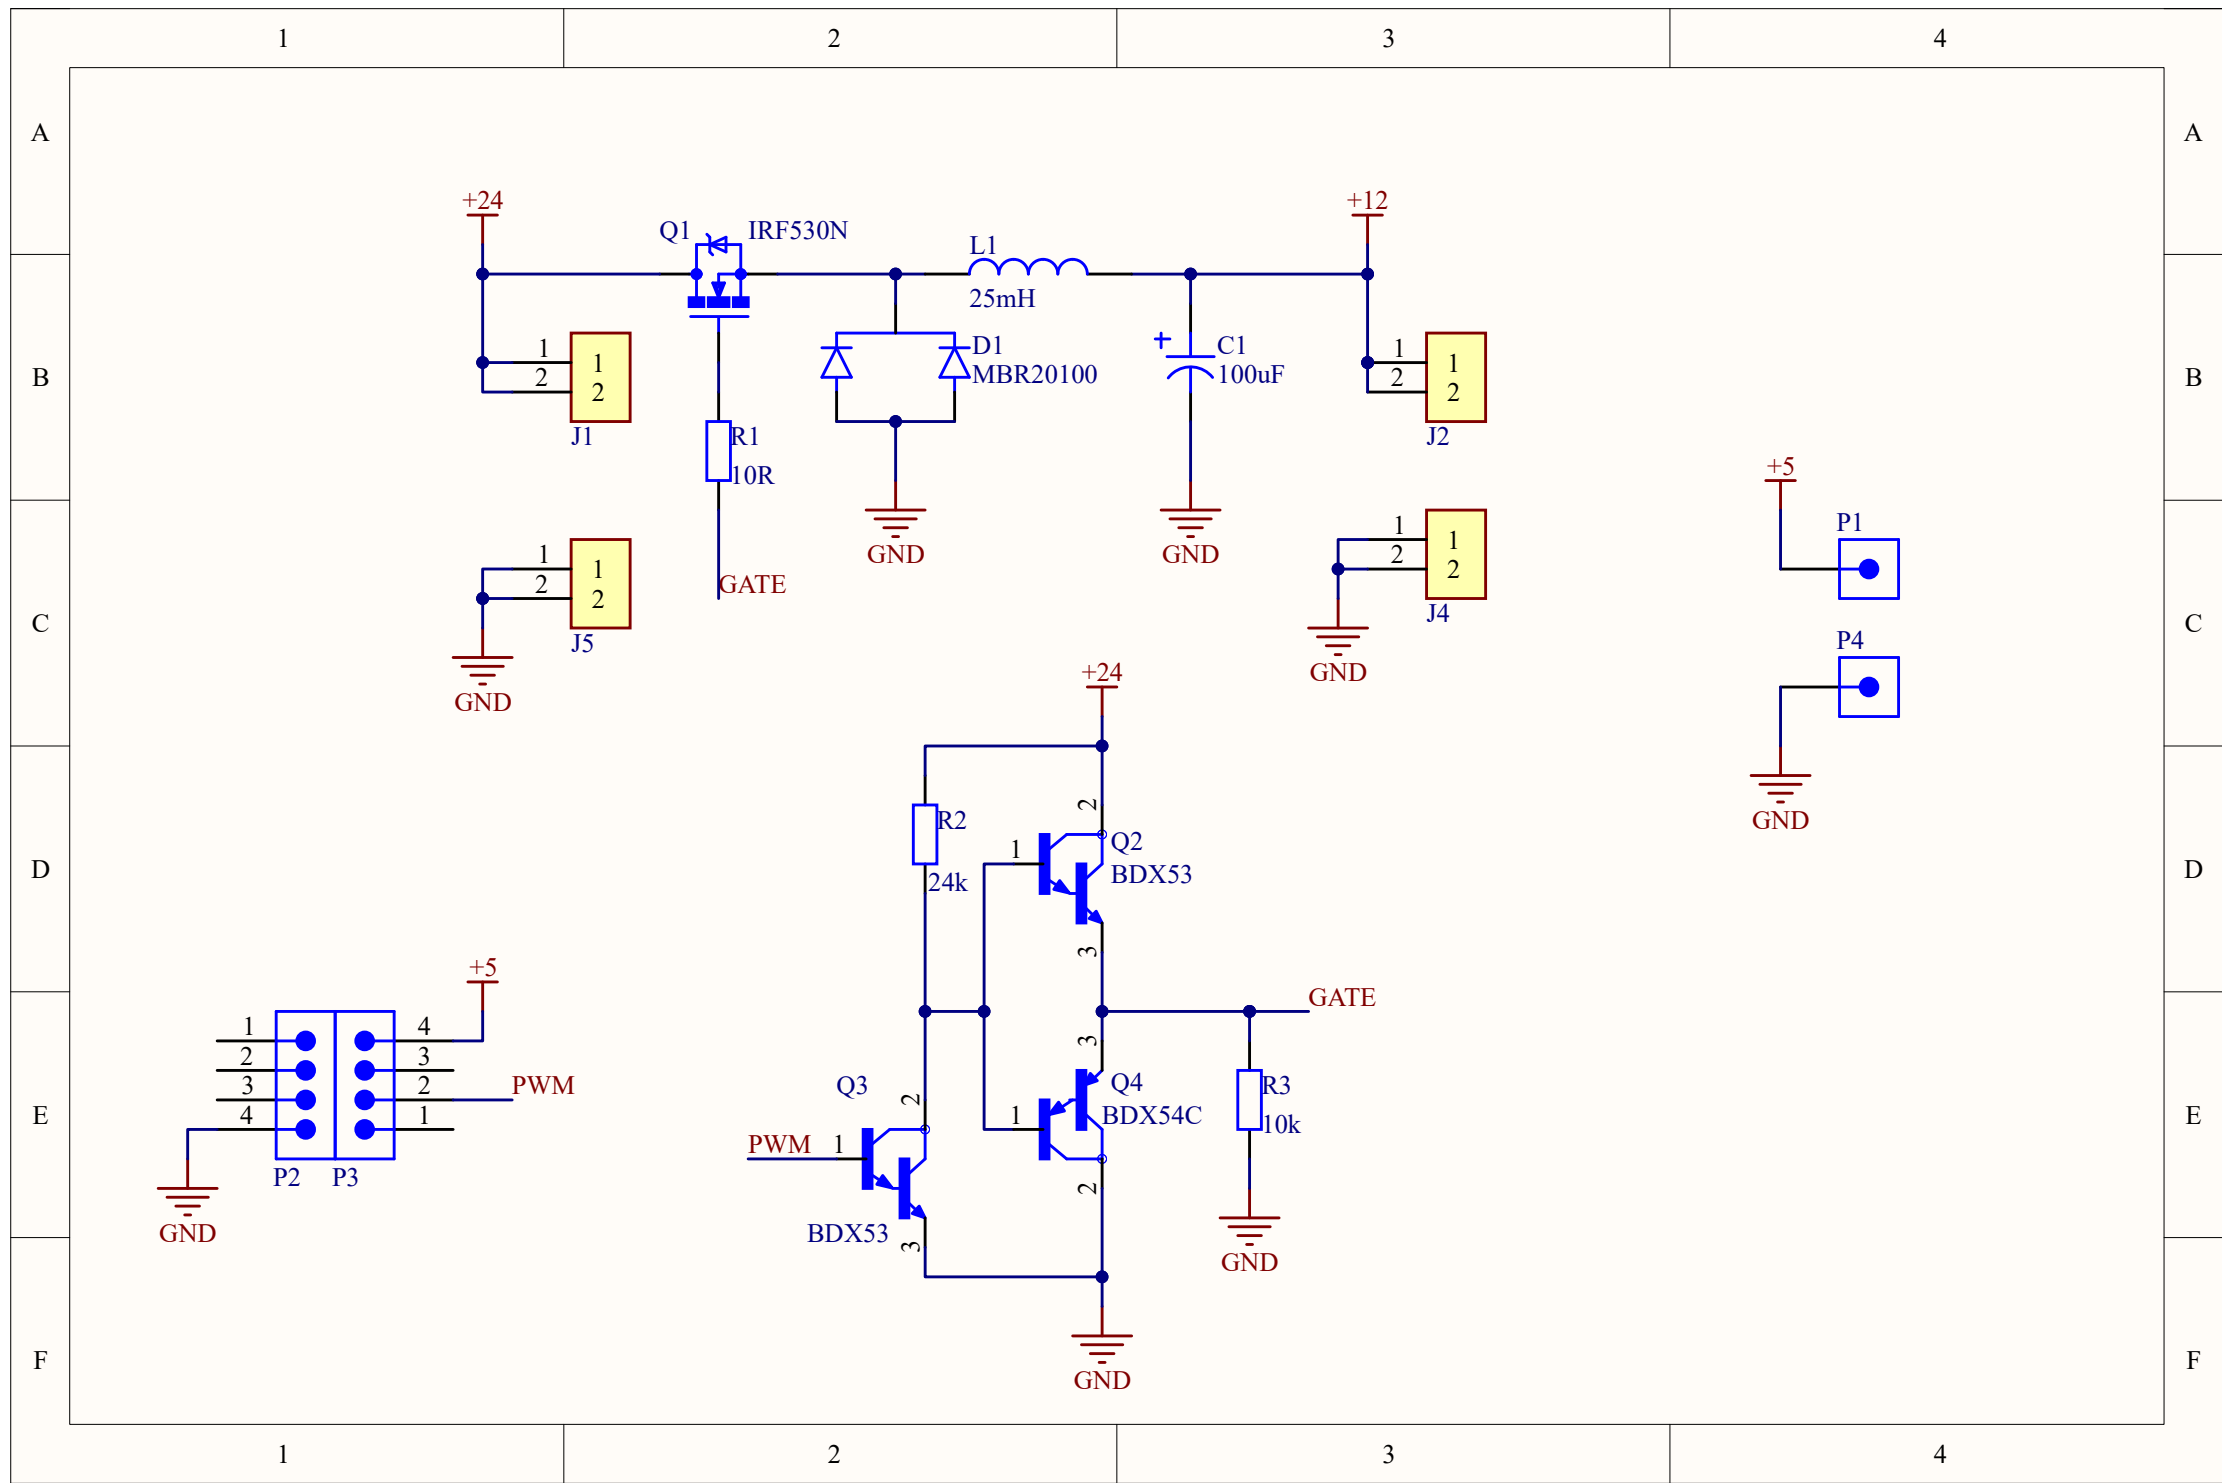 1 2 3 4
A A
+24 +12
Q1 IRF530N
L1
25mH
B B
1 1
2 2
J1
D1
MBR20100
C1
100uF
1 1
2 2
J2
R1
10R
+5
P1
GND GND
1 1
2 2
J5
GATE
1 1
2 2
J4
C C
P4
GND
GND
+24
GND
D D
R2
24k
2
1
Q2
BDX53
3
+5
GATE
1 4
2 3
3 2 PWM
4 1
P2 P3
GND
E E
Q3
2
PWM 1
BDX53
3
3
1
Q4
BDX54C
2
R3
10k
GND
F F
GND
1 2 3 4